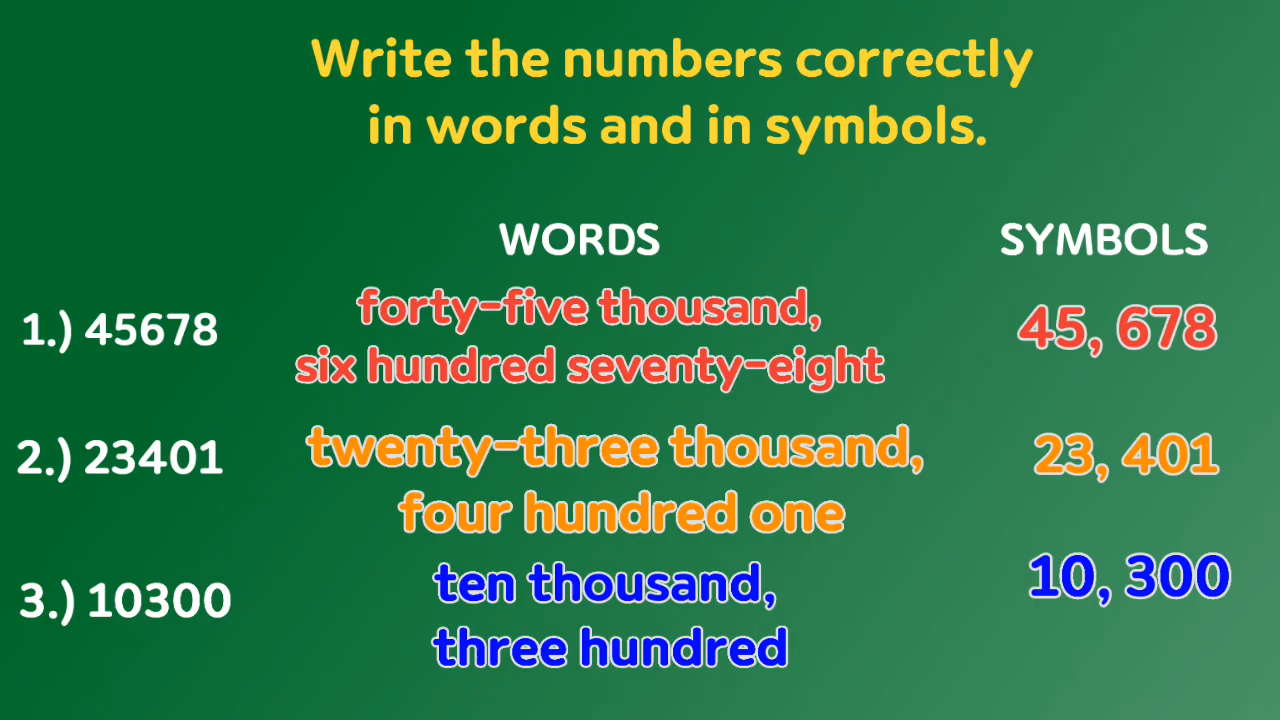 Write the numbers correctly
in words and in symbols.
WORDS SYMBOLS
1.) 45678 forty-five thousand, 45, 678
six hundred seventy-eight
2.) 23401 twenty-three thousand, 23, 401
four hundred one
3.) 10300 ten thousand, 10, 300
three hundred